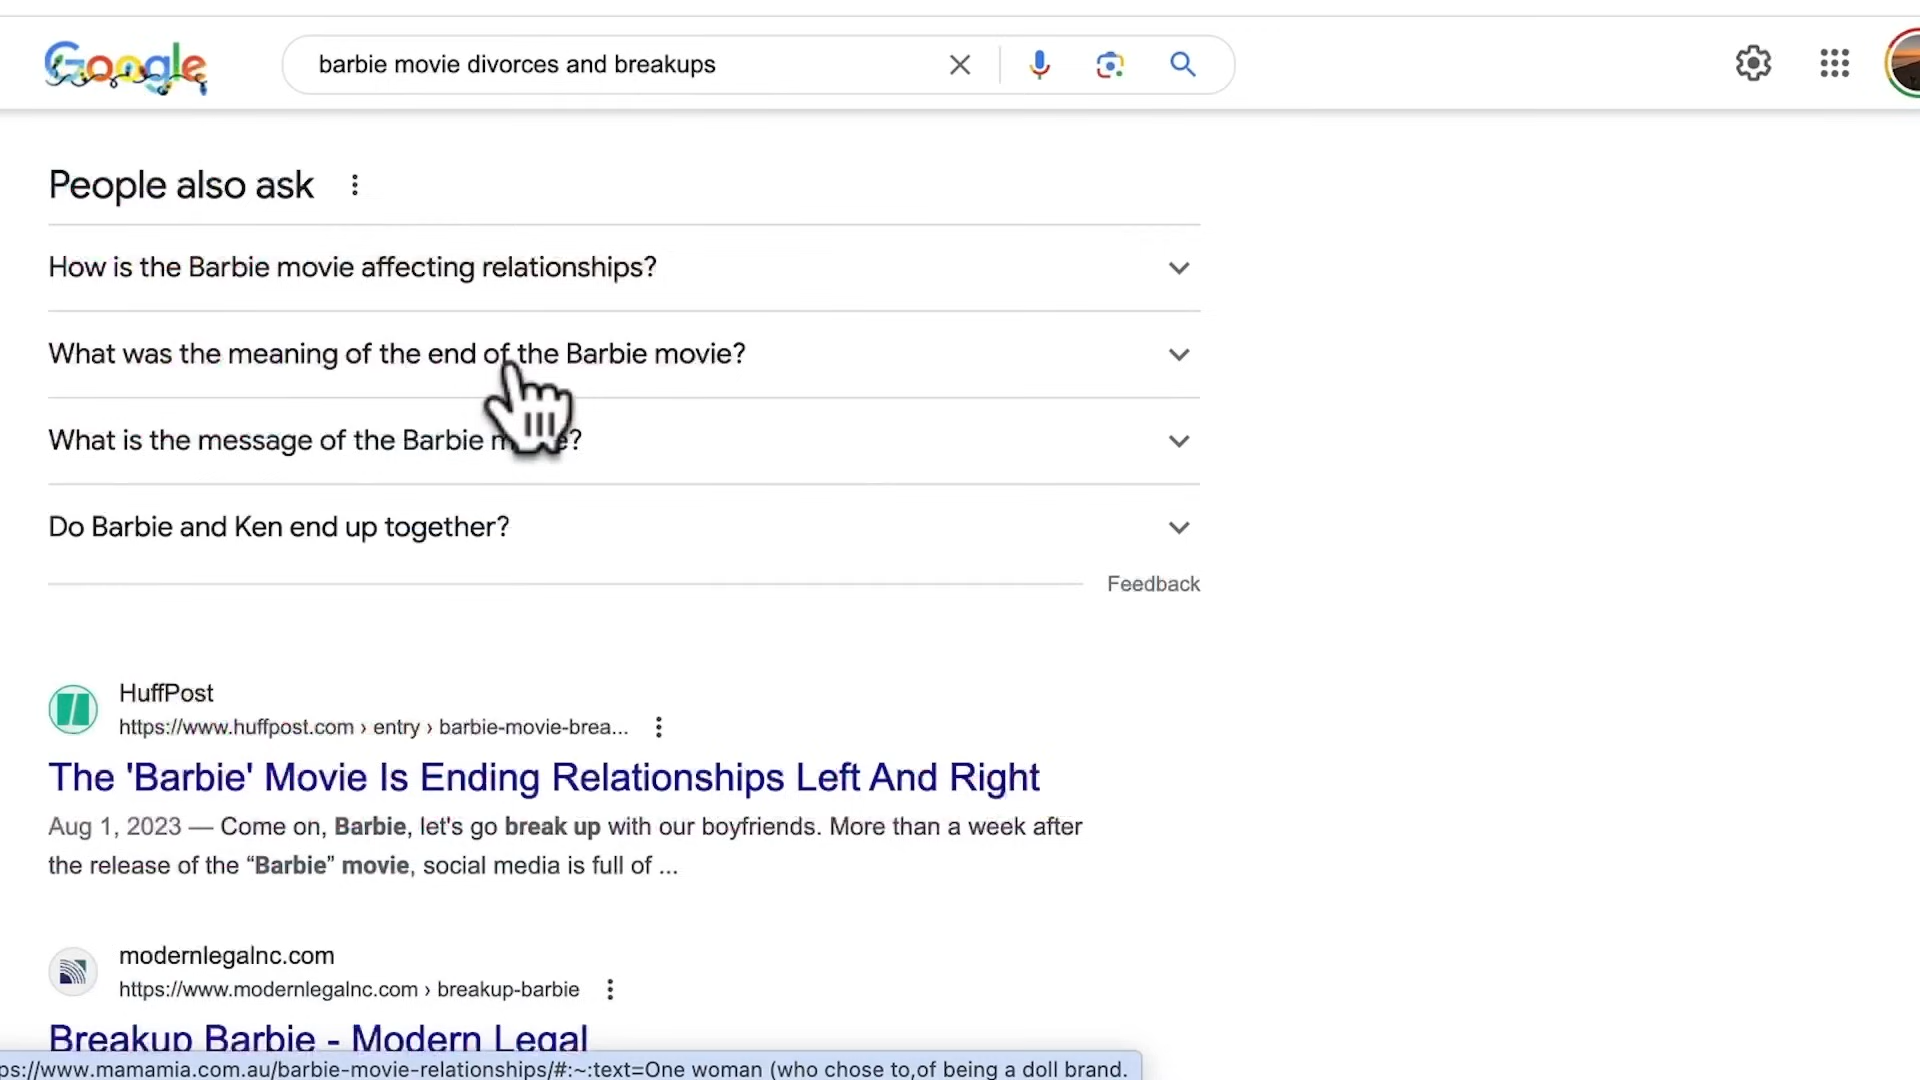 Google
barbie movie divorces and breakups
People also ask
How is the Barbie movie affecting relationships?
What was the meaning of the end of the Barbie movie?
What is the message of the Barbie ?
Do Barbie and Ken end up together?
Feedback
HuffPost
https://www.huffpost.com › entry › barbie-movie-brea...
The 'Barbie' Movie Is Ending Relationships Left And Right
Aug 1, 2023 — Come on, Barbie, let's go break up with our boyfriends. More than a week after
the release of the “Barbie” movie, social media is full of ...
modernlegalnc.com
https://www.modernlegalnc.com › breakup-barbie
Breakup Barbie - Modern Legal
ps://www.mamamia.com.au/barbie-movie-relationships/#:~:text=One woman (who chose to,of being a doll brand.